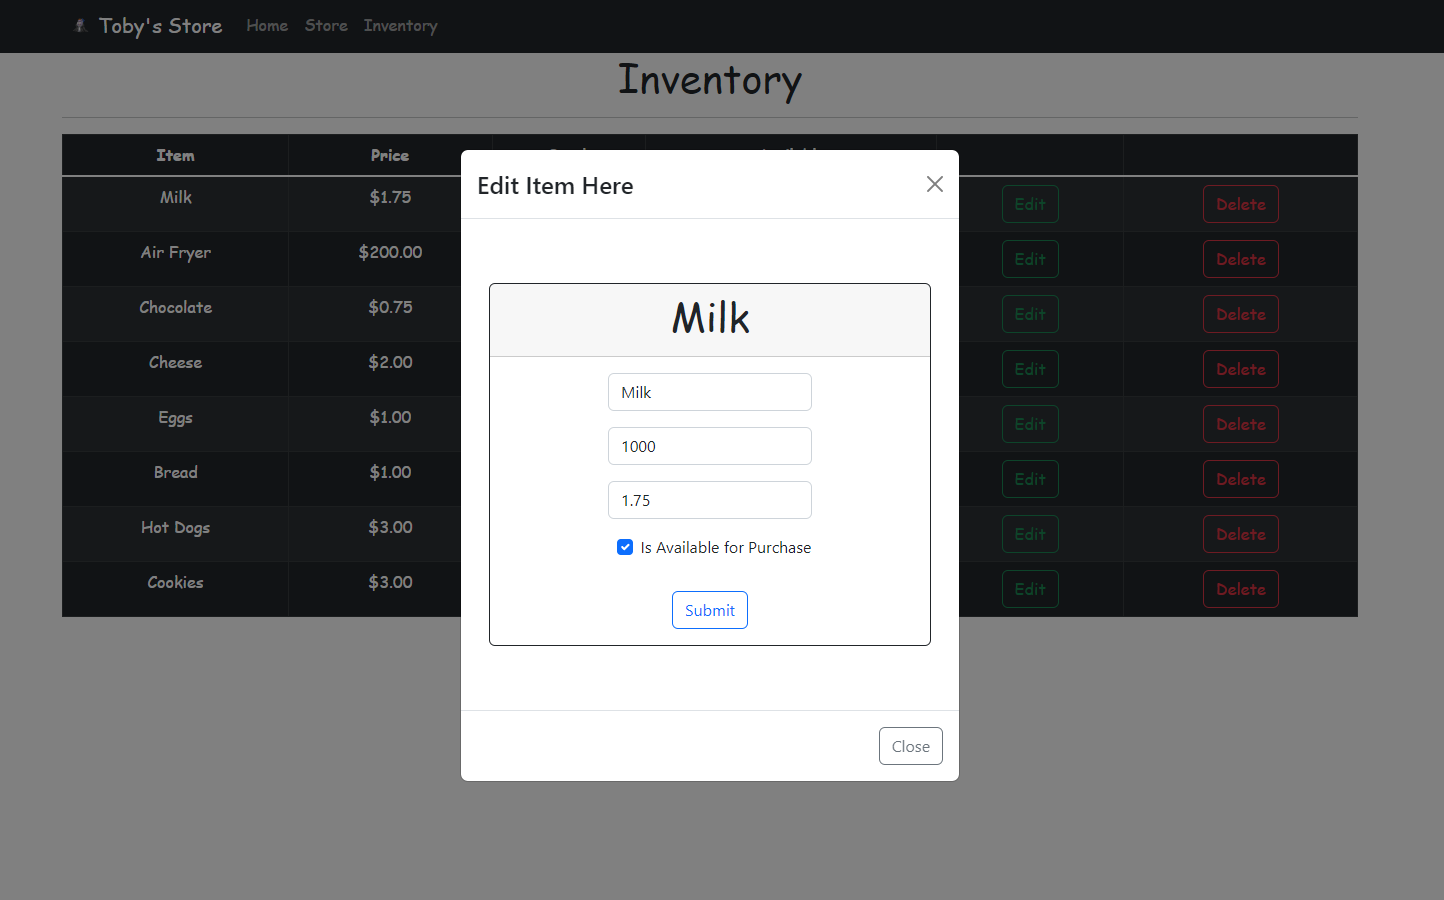 Toby's Store Home Store Inventory
Inventory
Item Price
Milk $1.75 Edit Delete
Air Fryer $200.00 Edit Delete
Chocolate $0.75 Edit Delete
Cheese $2.00 Edit Delete
Eggs $1.00 Edit Delete
Bread $1.00 Edit Delete
Hot Dogs $3.00 Edit Delete
Cookies $3.00 Edit Delete
Edit Item Here
Milk
Milk
1000
1.75
Is Available for Purchase
Submit
Close